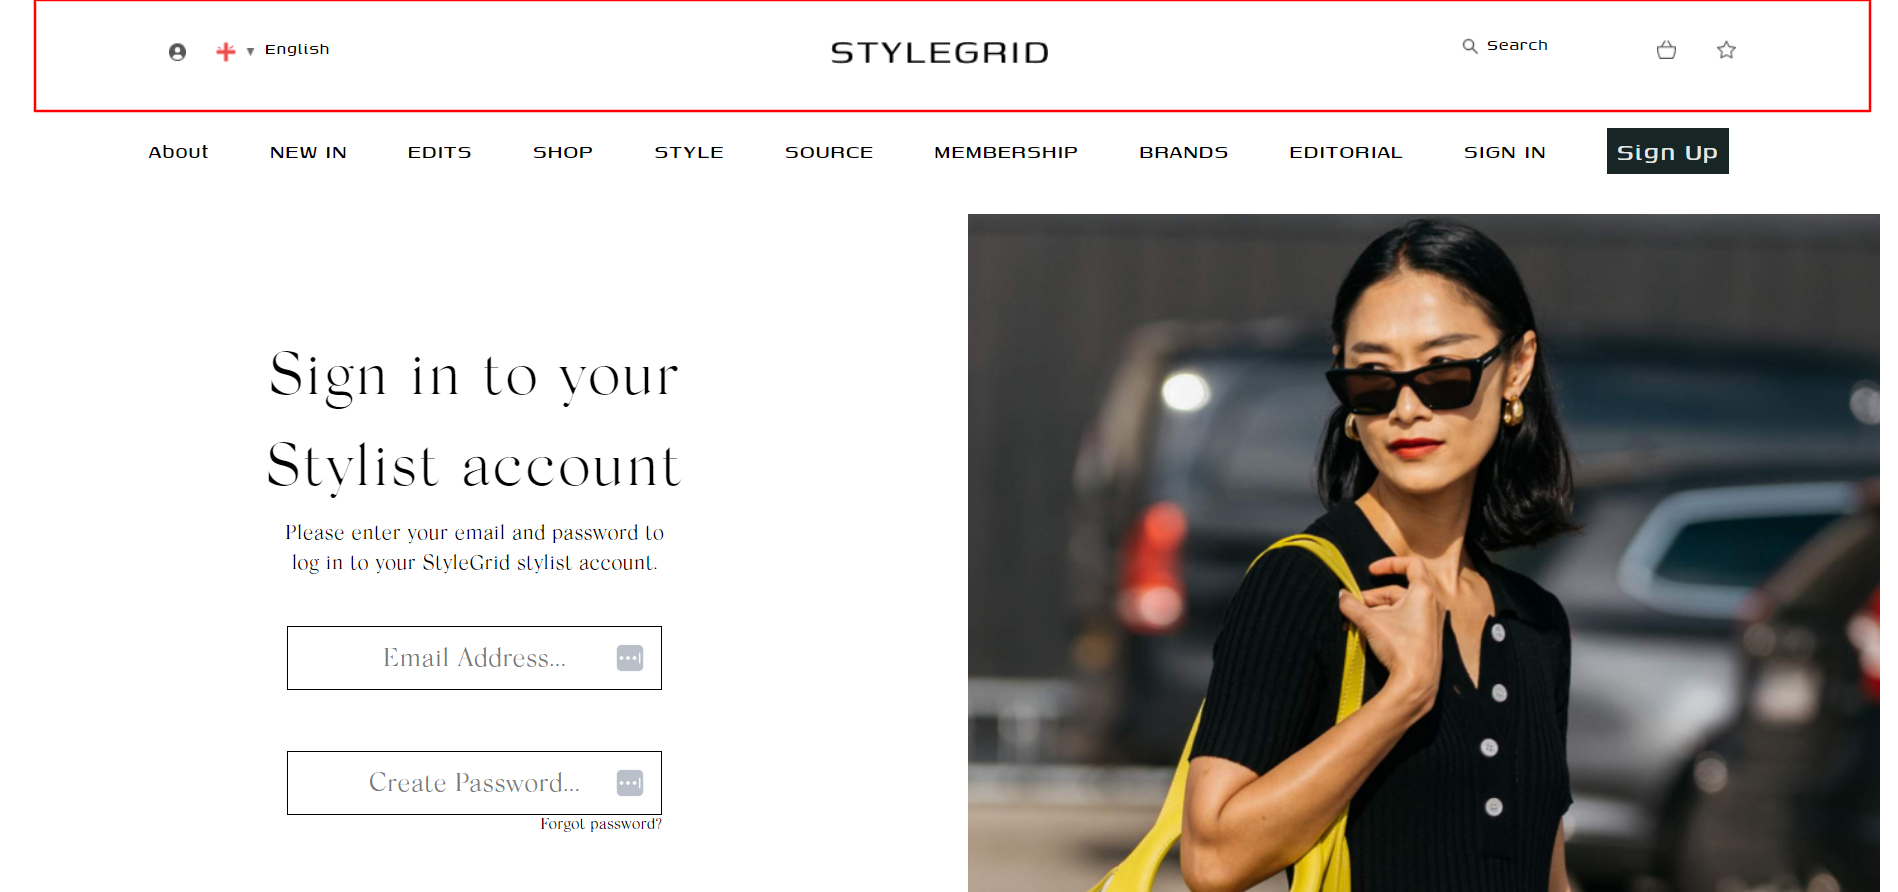 English
STYLEGRID
Search
About NEW IN EDITS SHOP STYLE SOURCE MEMBERSHIP BRANDS EDITORIAL SIGN IN Sign Up
Sign in to your
Stylist account
Please enter your email and password to
log in to your StyleGrid stylist account.
Email Address...
Create Password...
Forgot password?